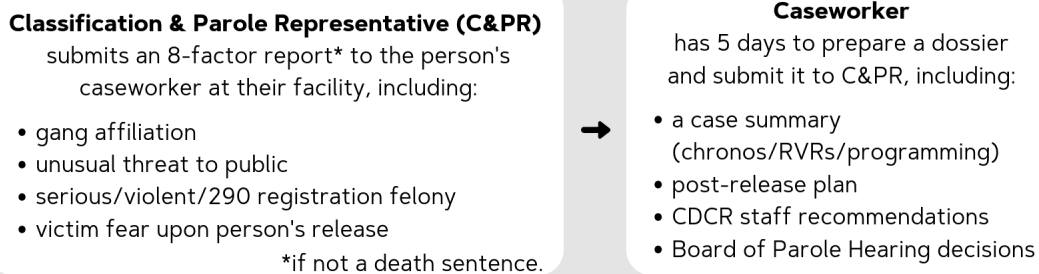 Classification & Parole Representative (C&PR)
submits an 8-factor report* to the person's
caseworker at their facility, including:
• gang affiliation
• unusual threat to public
• serious/violent/290 registration felony
• victim fear upon person's release
*if not a death sentence.
Caseworker
has 5 days to prepare a dossier
and submit it to C&PR, including:
• a case summary
(chronos/RVRs/programming)
• post-release plan
• CDCR staff recommendations
• Board of Parole Hearing decisions